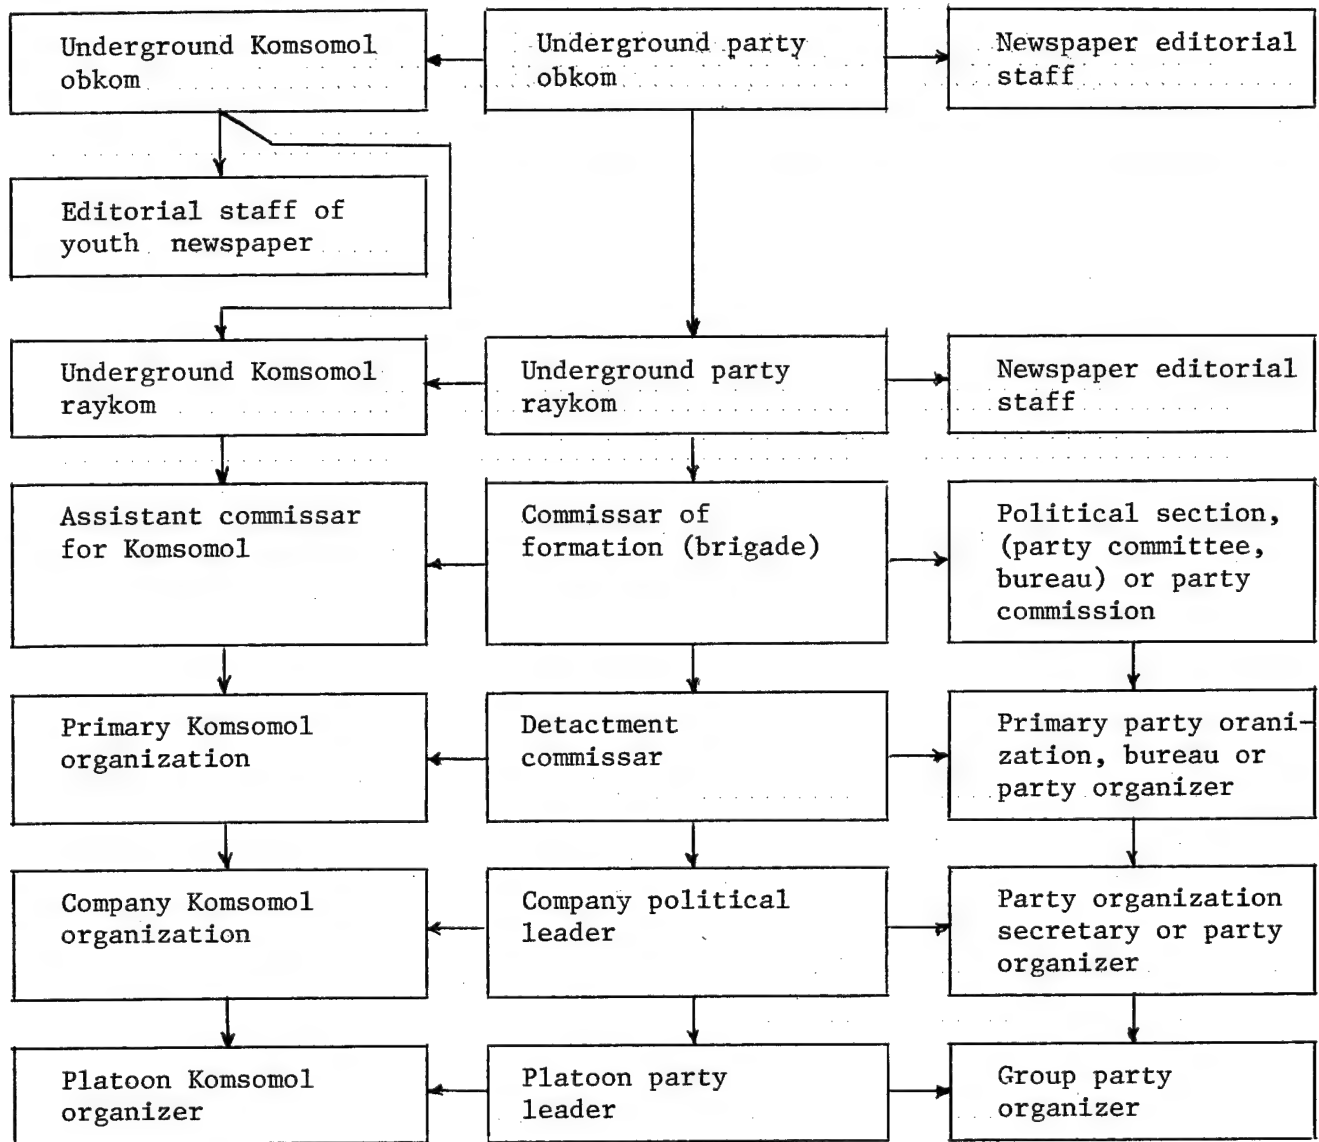 Underground Komsomol
obkom
Underground party
obkom
Newspaper editorial
staff
Editorial staff of
youth newspaper
Underground Komsomol
raykom
Underground party
raykom
Newspaper editorial
staff
Assistant commissar
for Komsomol
Commissar of
formation (brigade)
Political section,
(party committee,
bureau) or party
commission
Primary Komsomol
organization
Detactment
commissar
Primary party orani-
zation, bureau or
party organizer
Company Komsomol
organization
Company political
leader
Party organization
secretary or party
organizer
Platoon Komsomol
organizer
Platoon party
leader
Group party
organizer